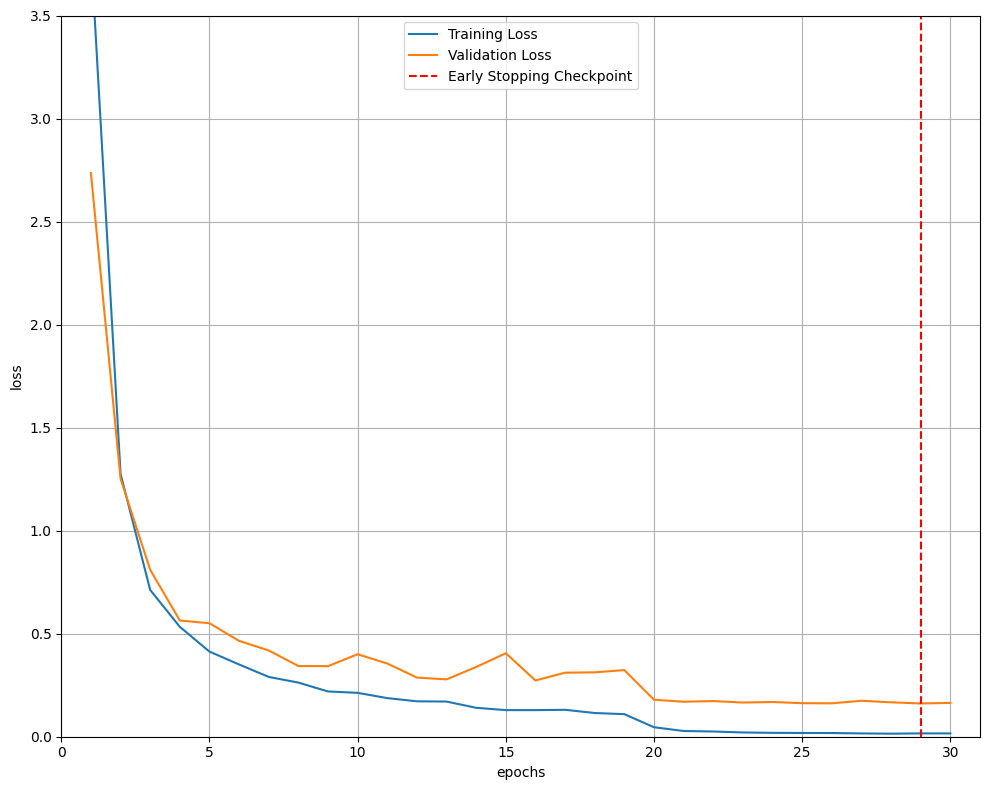 3.5
3.0
2.5
2.0
1.5
1.0
0.5
0.0
loss
Training Loss
Validation Loss
Early Stopping Checkpoint
0 5 10 15 20 25 30
epochs